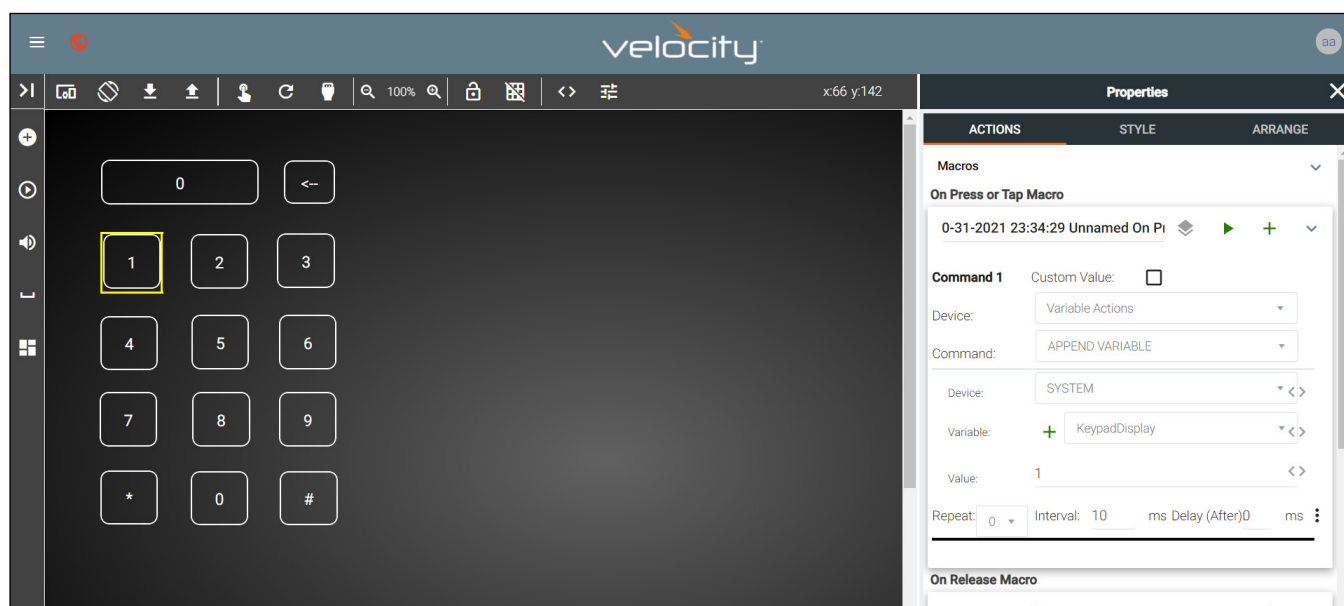 velocity
aa
100%
x:66 y:142
Properties
ACTIONS STYLE ARRANGE
0 <--
1 2 3
4 5 6
7 8 9
* 0 #
Macros
On Press or Tap Macro
0-31-2021 23:34:29 Unnamed On Pr
Command 1 Custom Value:
Device: Variable Actions
Command: APPEND VARIABLE
Device: SYSTEM
Variable: KeypadDisplay
Value: 1
Repeat: 0 Interval: 10 ms Delay (After)0 ms
On Release Macro